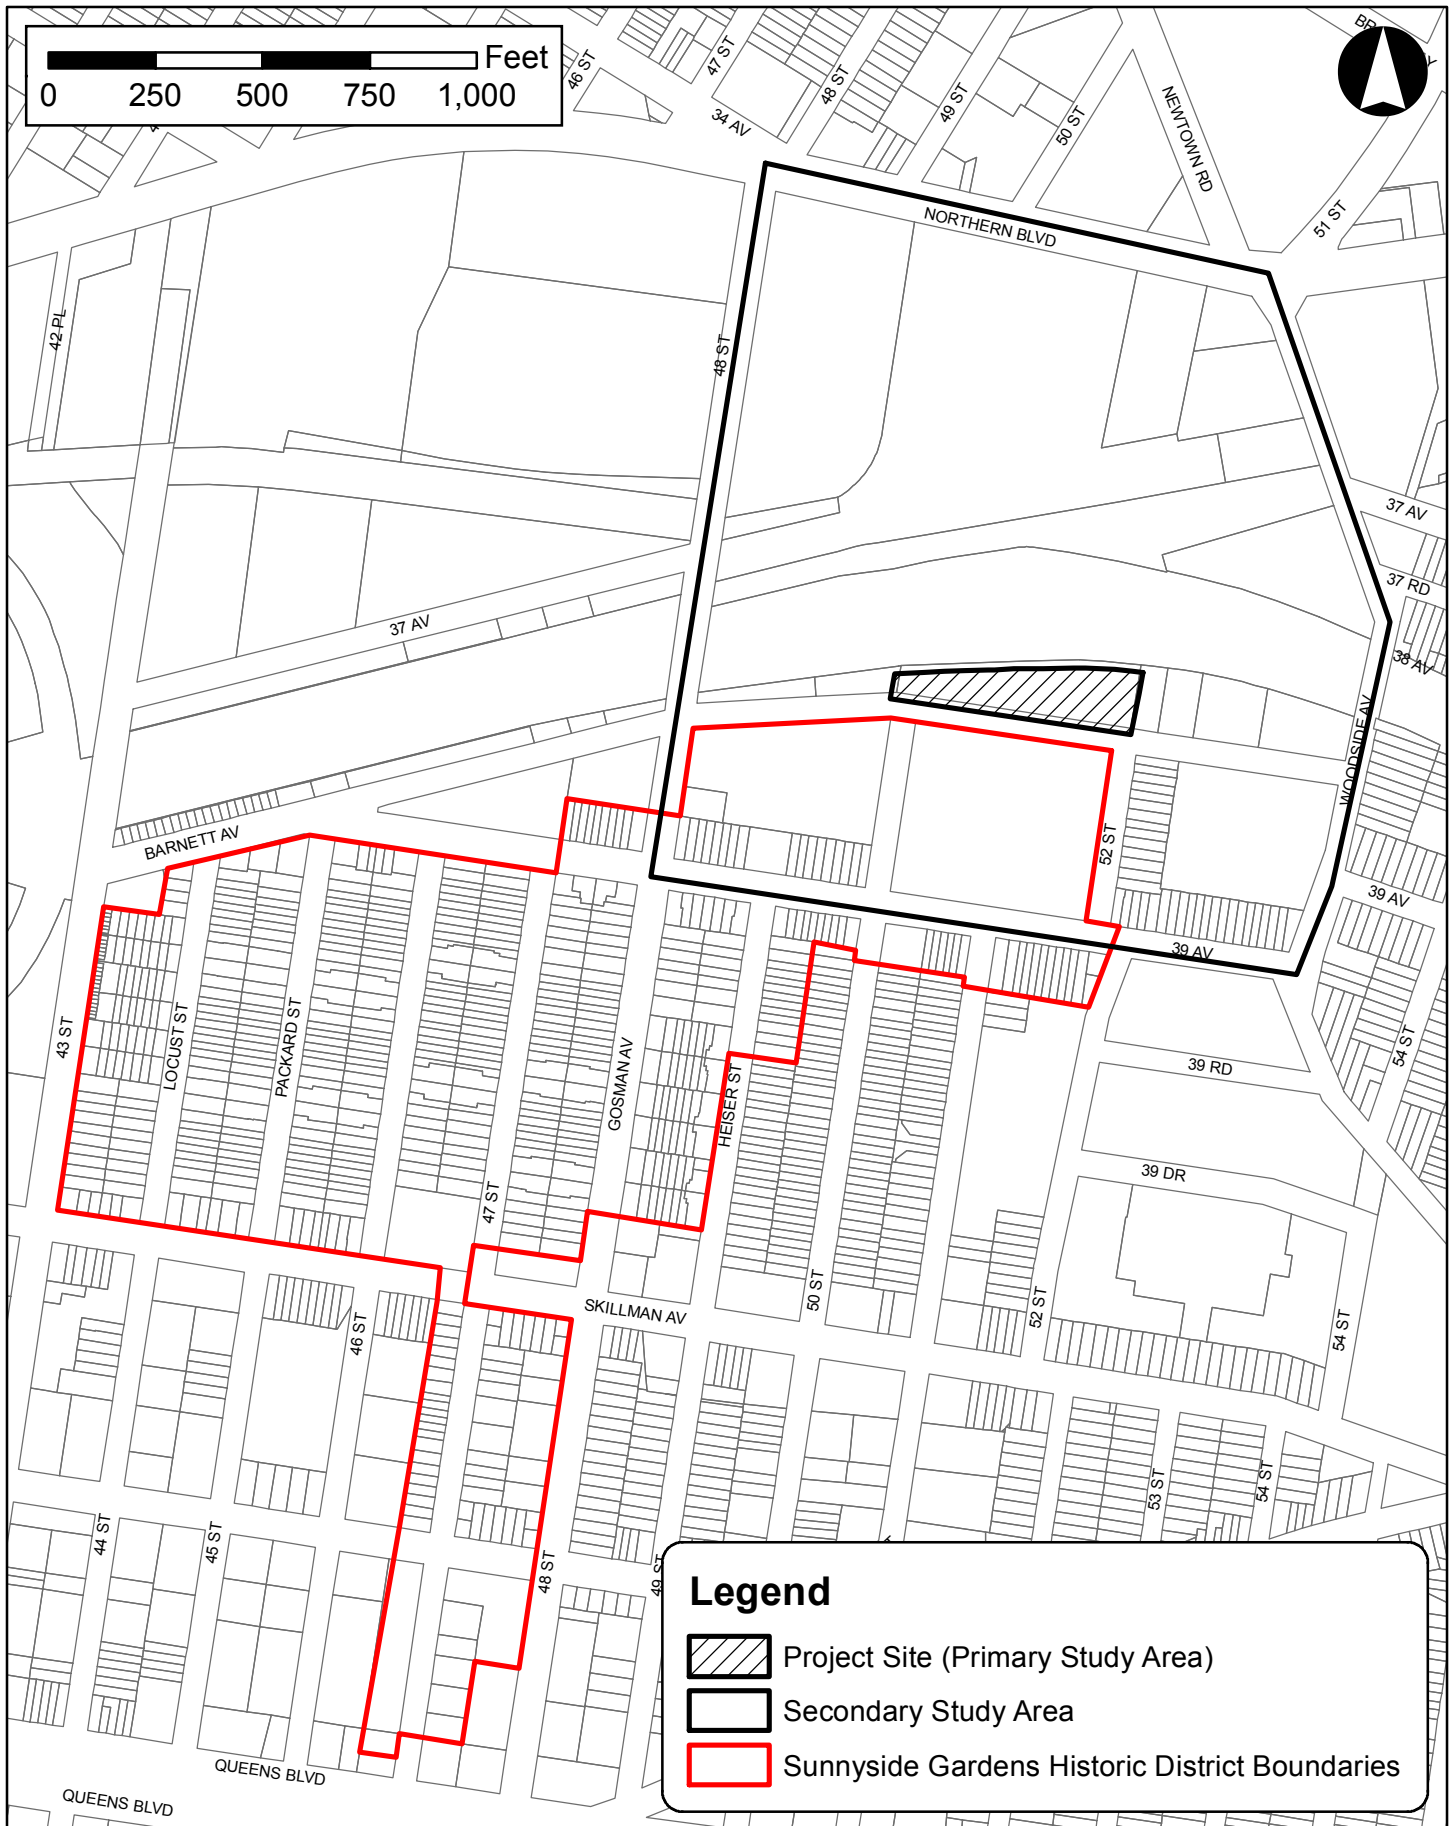 Feet
0 250 500 750 1,000
46 ST
47 ST
48 ST
49 ST
50 ST
34 AV
NEWTOWN RD
51 ST
NORTHERN BLVD
42 PL
48 ST
37 AV
37 RD
38 AV
37 AV
WOODSIDE AV
BARNETT AV
52 ST
39 AV
39 AV
43 ST
LOCUST ST
PACKARD ST
GOSMAN AV
HEISER ST
39 RD
54 ST
39 DR
47 ST
50 ST
52 ST
54 ST
SKILLMAN AV
46 ST
53 ST
54 ST
44 ST
45 ST
48 ST
49 ST
QUEENS BLVD
QUEENS BLVD
Legend
Project Site (Primary Study Area)
Secondary Study Area
Sunnyside Gardens Historic District Boundaries